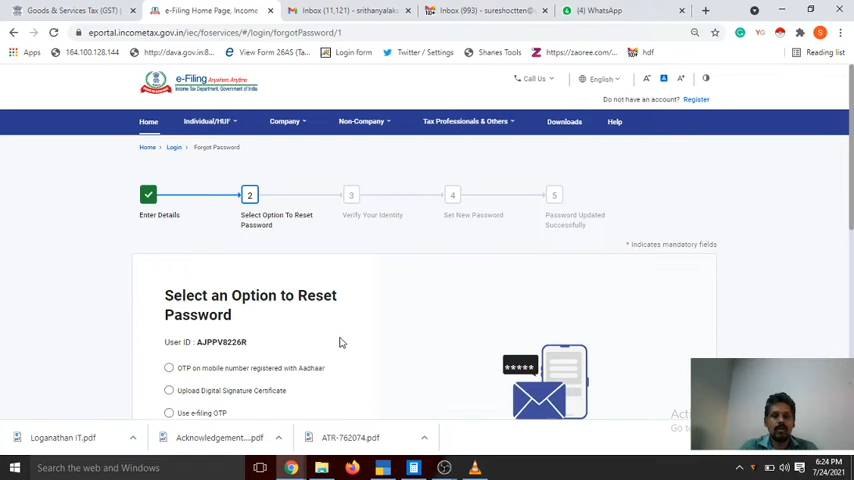 Goods & Services Tax (GST)
e-Filing Home Page, Income
Inbox (11,121) - srithanyalaks
Inbox (993) - sureshoctten@
(4) WhatsApp
eportal.incometax.gov.in/iec/foservices/#/login/forgotPassword/1
Apps
164.100.128.144
http://dava.gov.in:8...
View Form 26AS (Ta...
Login form
Twitter / Settings
Shanes Tools
https://zaoree.com/...
hdf
Reading list
e-Filing Anywhere Anytime
Income Tax Department, Government of India
Call Us
English
A
A
A
Do not have an account? Register
Home
Individual/HUF
Company
Non-Company
Tax Professionals & Others
Downloads
Help
Home
Login
Forgot Password
2
3
4
5
Enter Details
Select Option To Reset
Password
Verify Your Identity
Set New Password
Password Updated
Successfully
* Indicates mandatory fields
Select an Option to Reset
Password
User ID : AJPPV8226R
OTP on mobile number registered with Aadhaar
Upload Digital Signature Certificate
Use e-filing OTP
*****
Acti
Go to
Loganathan IT.pdf
Acknowledgement....pdf
ATR-762074.pdf
Search the web and Windows
6:24 PM
7/24/2021